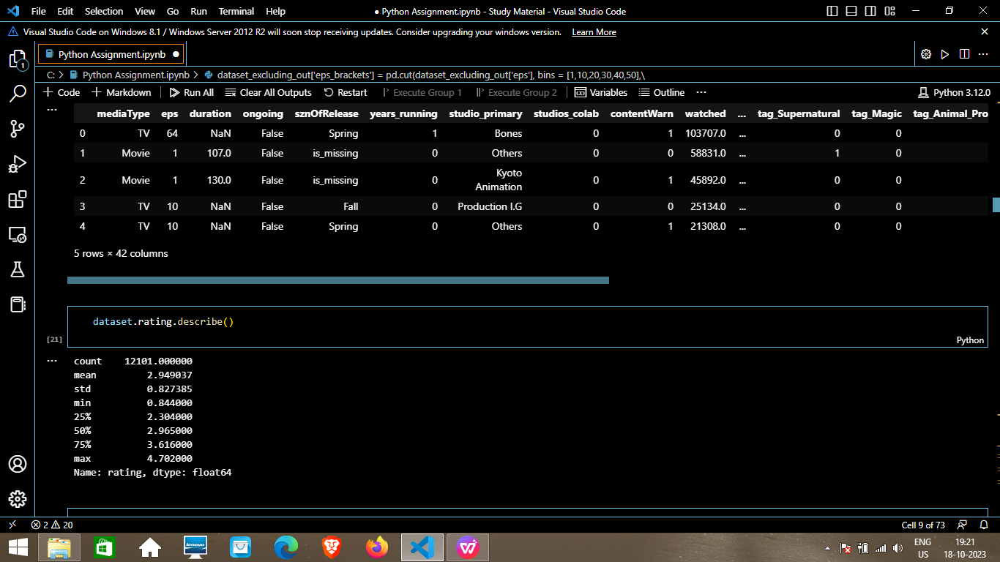 File Edit Selection View Go Run Terminal Help ● Python Assignment.ipynb - Study Material - Visual Studio Code
Visual Studio Code on Windows 8.1 / Windows Server 2012 R2 will soon stop receiving updates. Consider upgrading your windows version. Learn More
Python Assignment.ipynb ●
C: > Python Assignment.ipynb > dataset_excluding_out['eps_brackets'] = pd.cut(dataset_excluding_out['eps'], bins = [1,10,20,30,40,50],\
+ Code + Markdown | Run All Clear All Outputs Restart | Execute Group 1 Execute Group 2 | Variables Outline ... Python 3.12.0
... mediaType eps duration ongoing sznOfRelease years_running studio_primary studios_colab contentWarn watched ... tag_Supernatural tag_Magic tag_Animal_Pro
0 TV 64 NaN False Spring 1 Bones 0 1 103707.0 ... 0 0
1 Movie 1 107.0 False is_missing 0 Others 0 0 58831.0 ... 1 0
2 Movie 1 130.0 False is_missing 0 Kyoto Animation 0 1 45892.0 ... 0 0
3 TV 10 NaN False Fall 0 Production I.G 0 0 25134.0 ... 0 0
4 TV 10 NaN False Spring 0 Others 0 1 21308.0 ... 0 0
5 rows × 42 columns
dataset.rating.describe()
[21] Python
... count 12101.000000
mean 2.949037
std 0.827385
min 0.844000
25% 2.304000
50% 2.965000
75% 3.616000
max 4.702000
Name: rating, dtype: float64
1
2 20 Cell 9 of 73
lenovo
ENG 19:21
US 18-10-2023